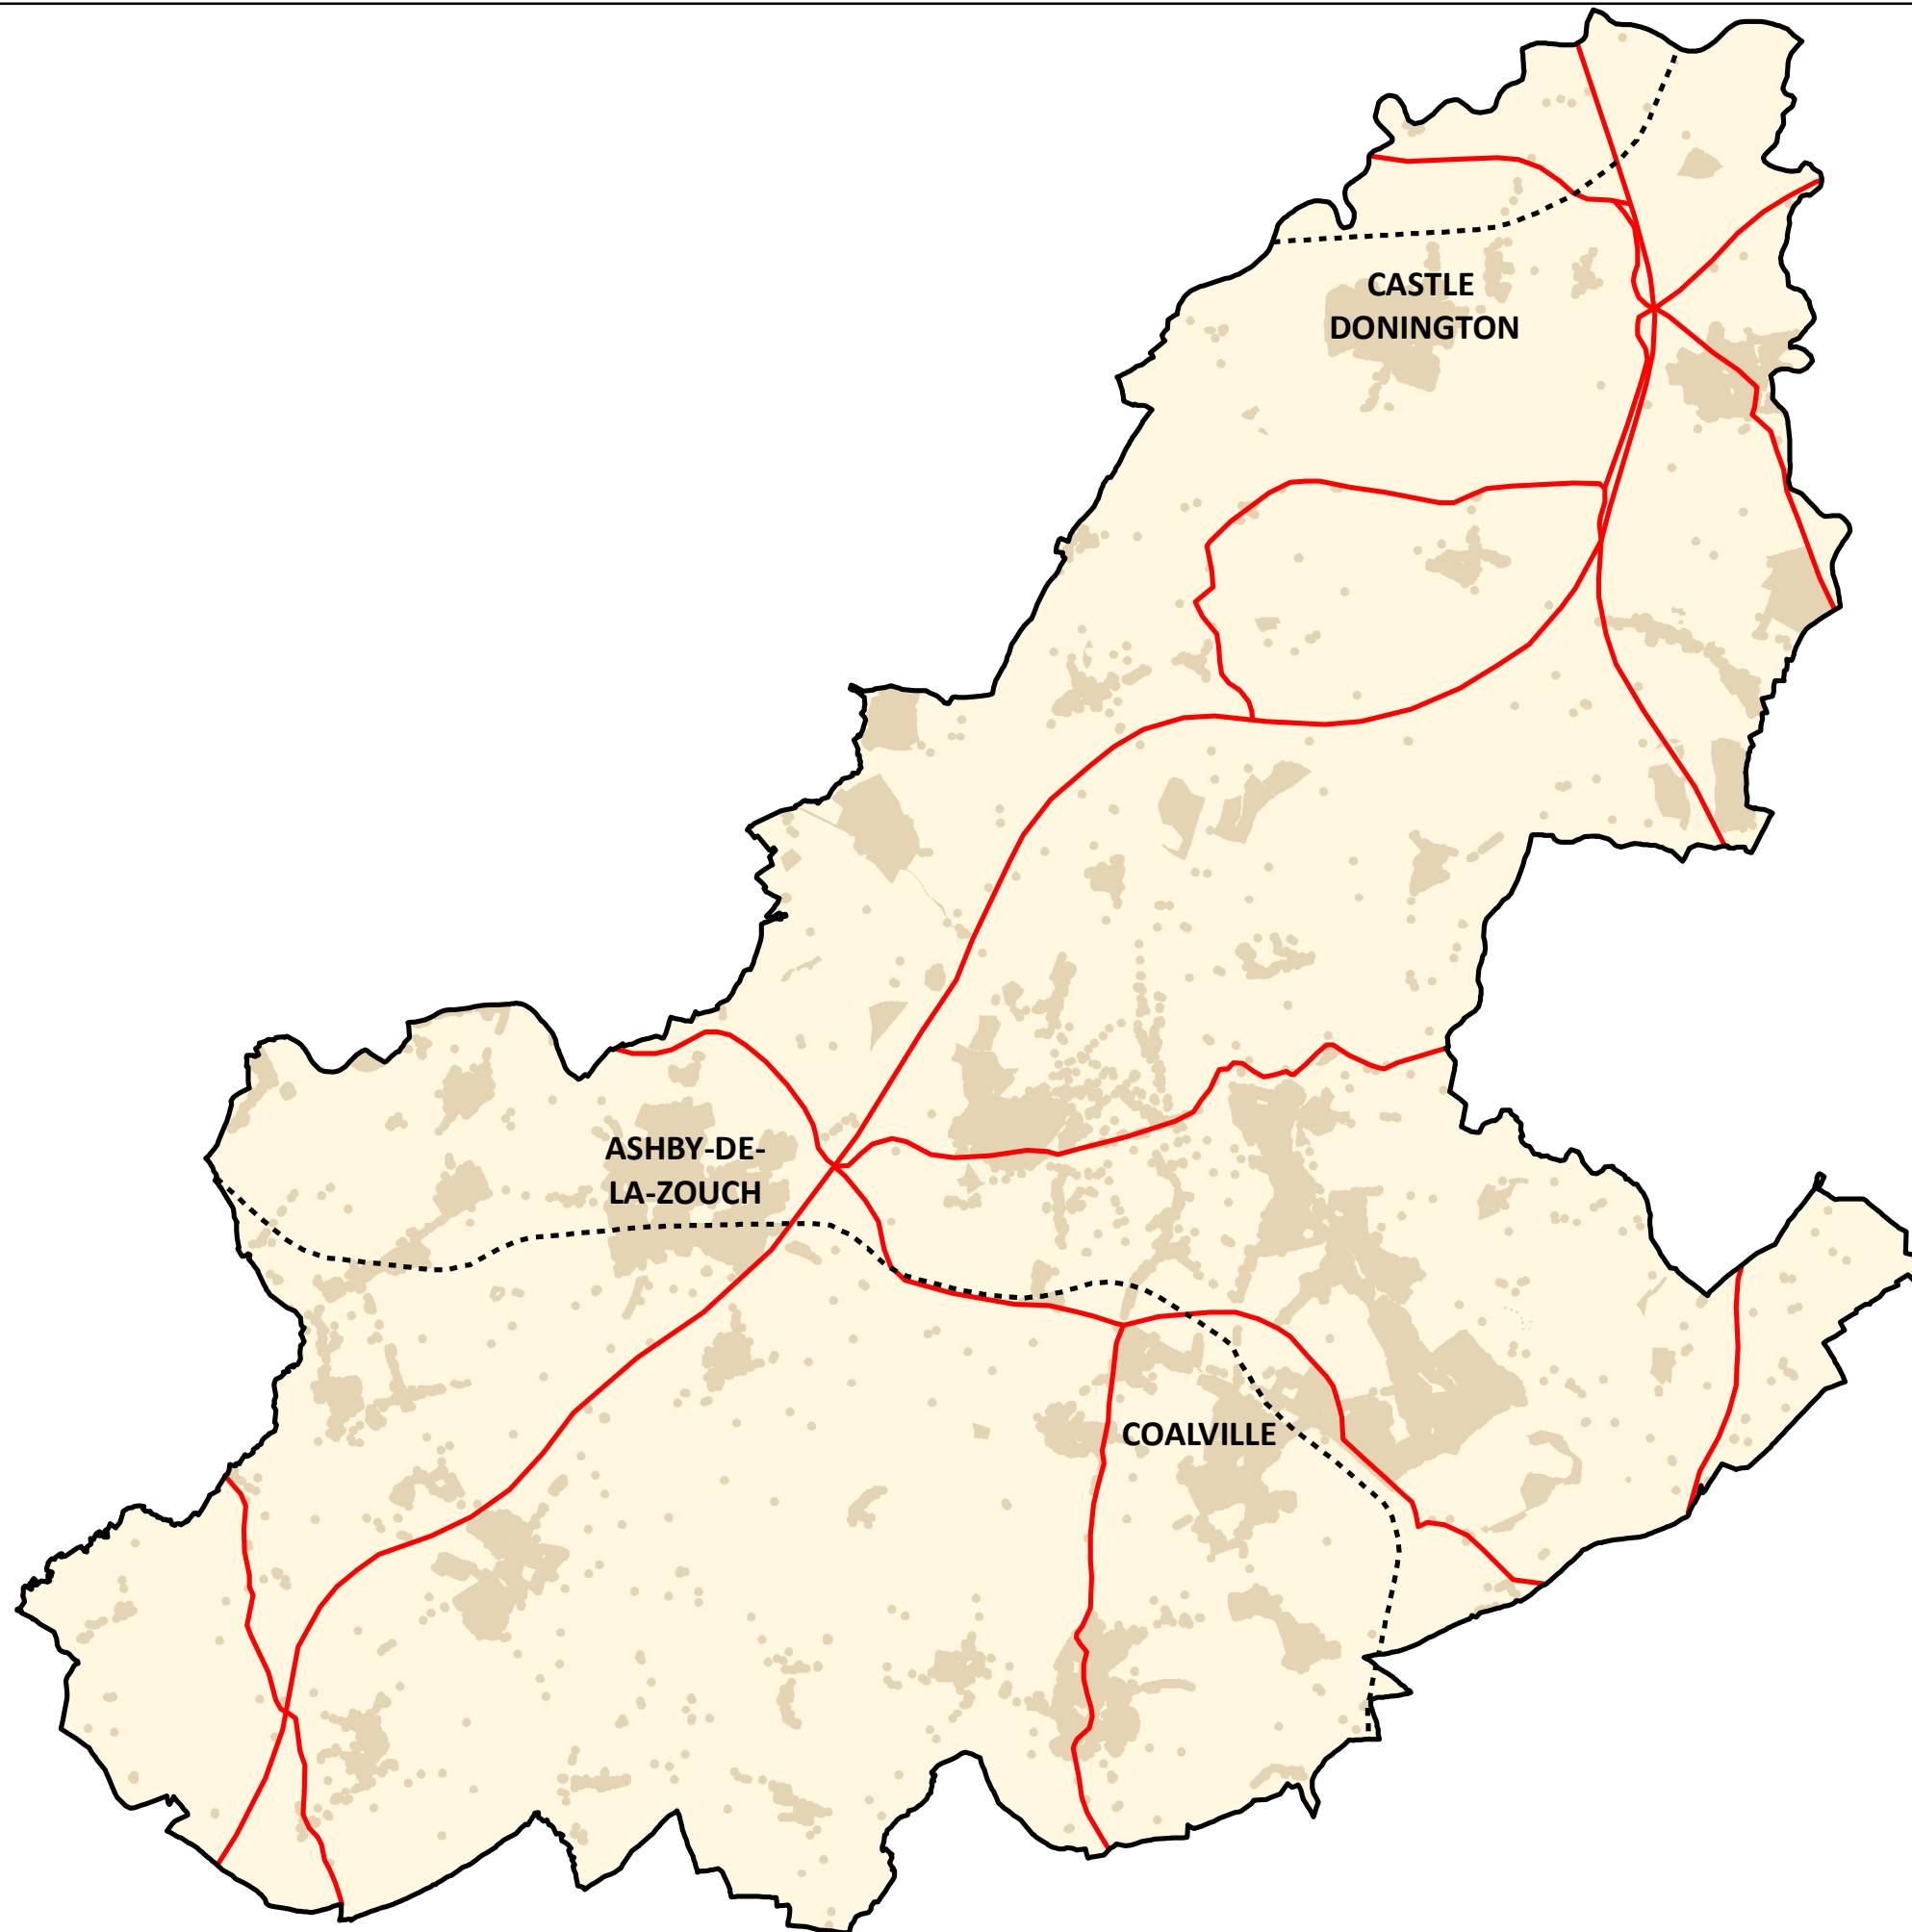 CASTLE
DONINGTON
ASHBY-DE-
LA-ZOUCH
COALVILLE